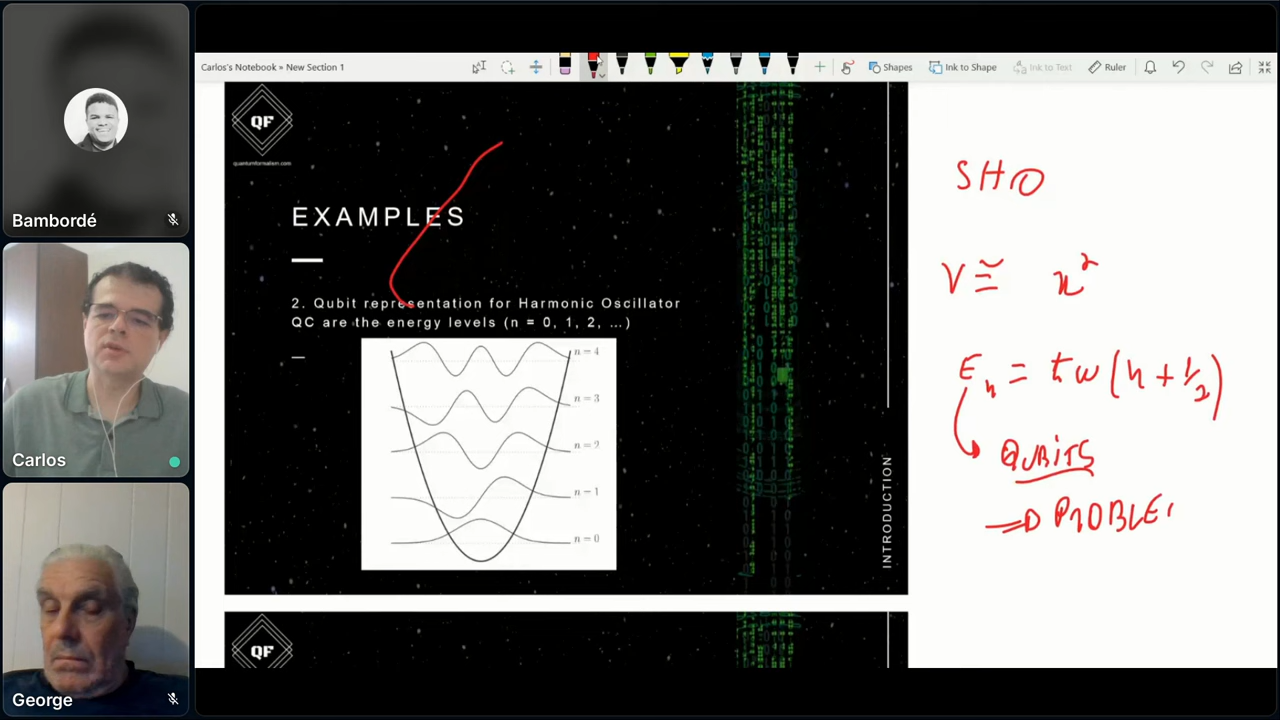 Carlos's Notebook » New Section 1
Shapes
Ink to Shape
Ink to Text
Ruler
QF
quantumformalism.com
EXAMPLES
2. Qubit representation for Harmonic Oscillator
QC are the energy levels (n = 0, 1, 2, ...)
n = 4
n = 3
n = 2
n = 1
n = 0
INTRODUCTION
SHO
V ≅ x²
Eₙ = ħω(n + 1/2)
QUBITS
⇒ PROBLE
QF
Bambordé
Carlos
George